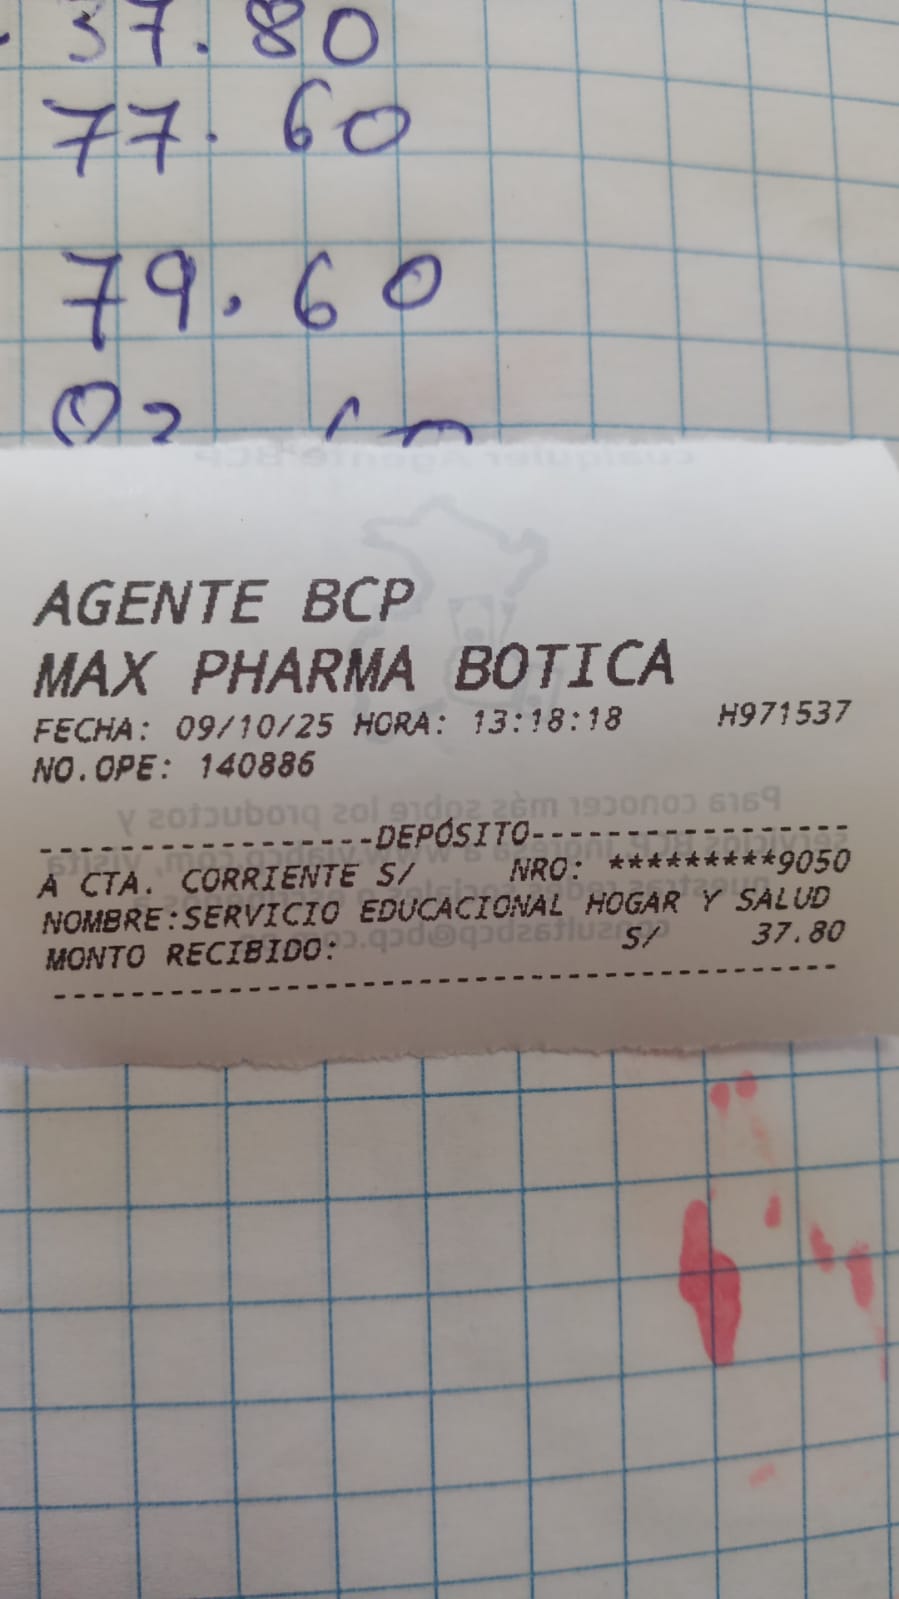 37.80
77.60
79.60
AGENTE BCP
MAX PHARMA BOTICA
FECHA: 09/10/25 HORA: 13:18:18 H971537
NO.OPE: 140886
-----------------DEPÓSITO----------------
A CTA. CORRIENTE S/ NRO: *********9050
NOMBRE:SERVICIO EDUCACIONAL HOGAR Y SALUD
MONTO RECIBIDO: S/ 37.80
----------------------------------------